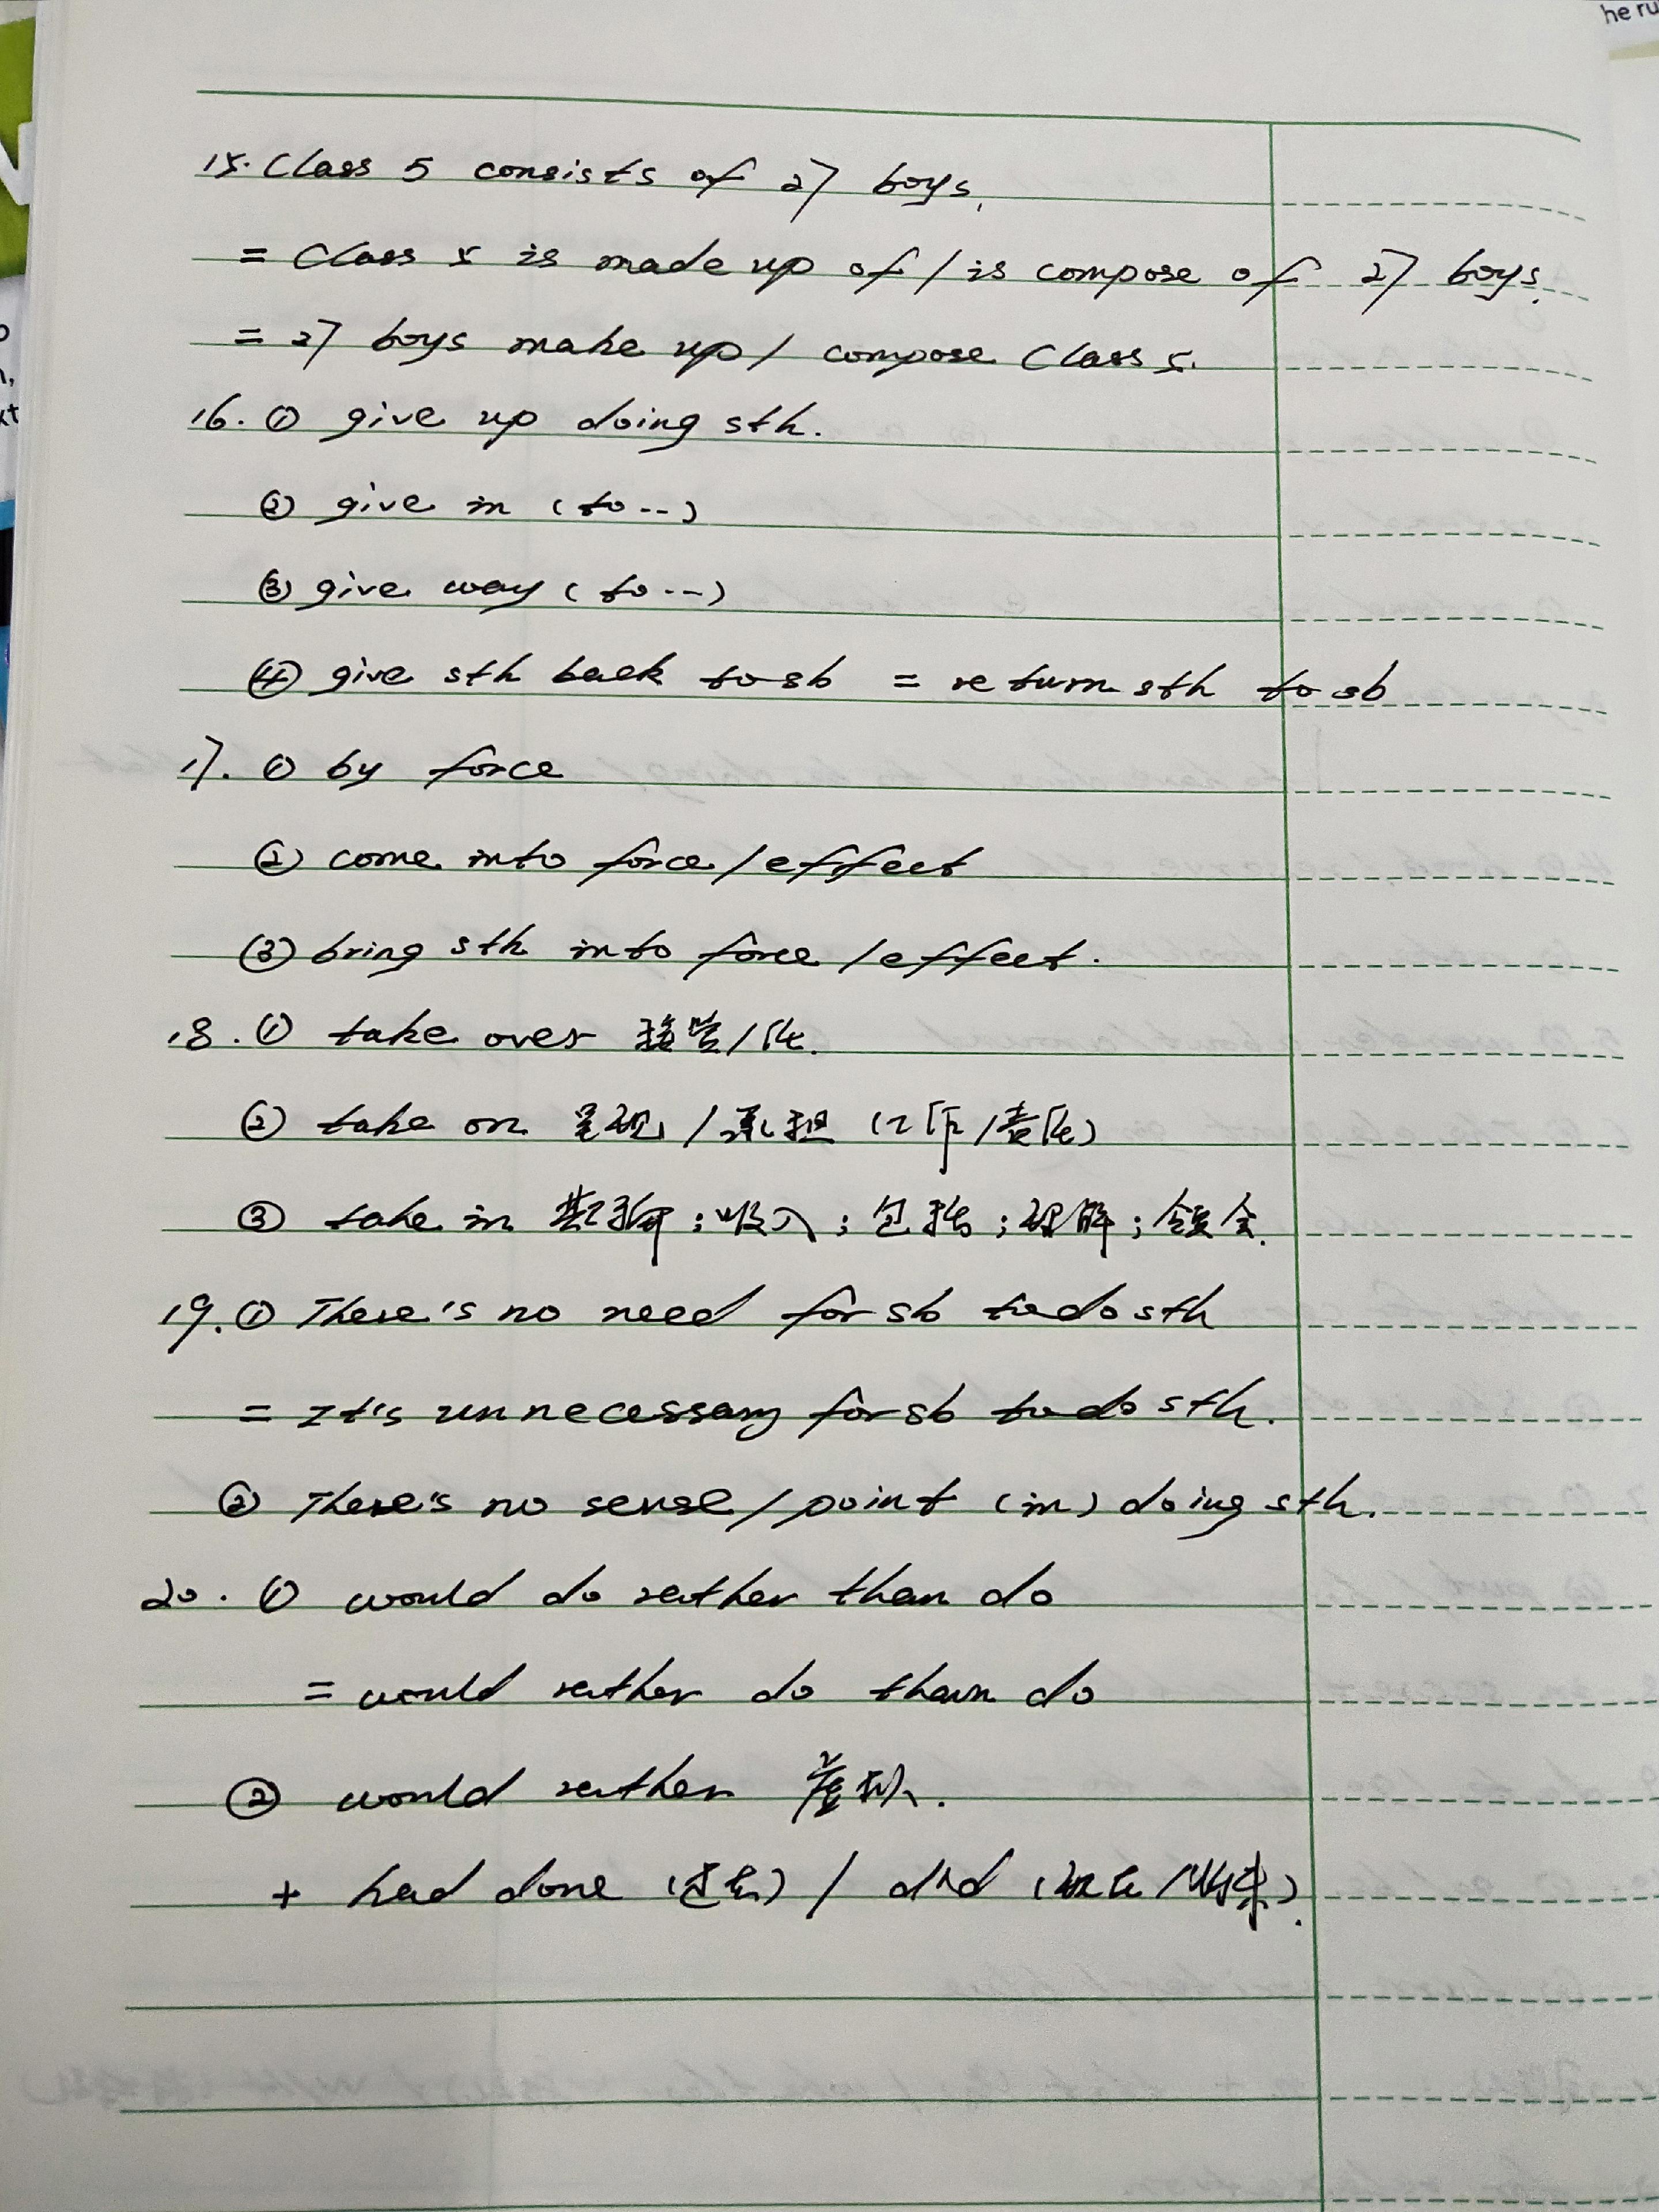 he ru
15. Class 5 consists of 27 boys.
= Class 5 is made up of / is compose of 27 boys.
= 27 boys make up / compose Class 5.
16. ① give up doing sth.
② give in (to...)
③ give way (to...)
④ give sth back to sb = return sth to sb
17. ① by force
② come into force / effect
③ bring sth into force / effect.
18. ① take over 接管/任.
② take on 呈现 / 承担 (工作/责任)
③ take in 欺骗;收入;包括;理解;领会.
19. ① There's no need for sb to do sth
= It's unnecessary for sb to do sth.
② There's no sense / point (in) doing sth.
20. ① would do rather than do
= would rather do than do
② would rather 虚拟.
+ had done (过去) / did (现在/将来).